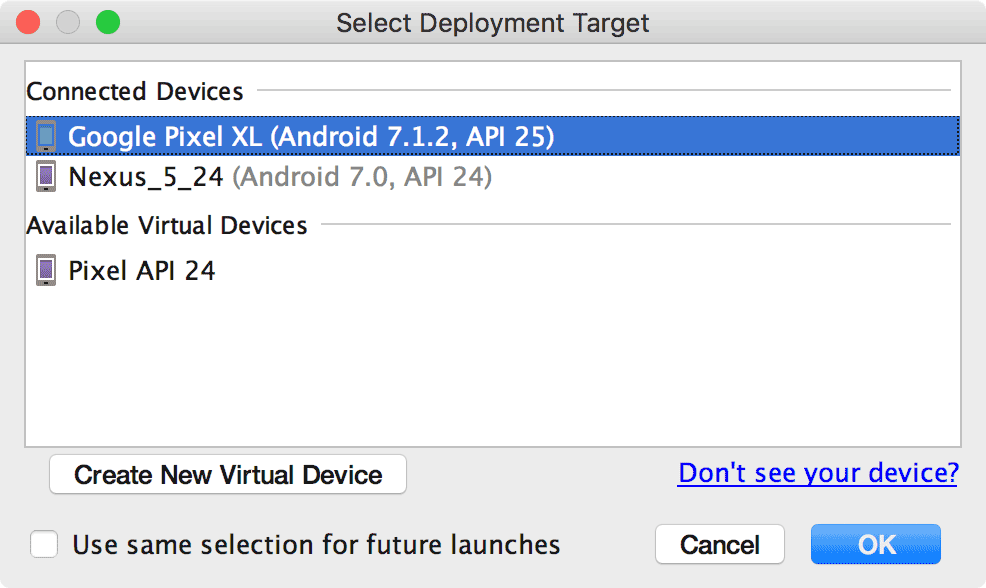 Select Deployment Target
Connected Devices
Google Pixel XL (Android 7.1.2, API 25)
Nexus_5_24 (Android 7.0, API 24)
Available Virtual Devices
Pixel API 24
Create New Virtual Device
Don't see your device?
Use same selection for future launches
Cancel
OK